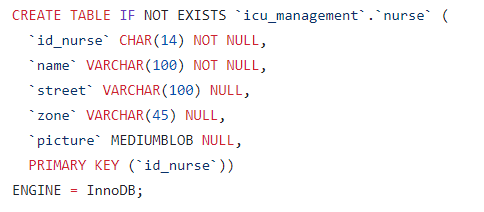 CREATE TABLE IF NOT EXISTS `icu_management`.`nurse` (
  `id_nurse` CHAR(14) NOT NULL,
  `name` VARCHAR(100) NOT NULL,
  `street` VARCHAR(100) NULL,
  `zone` VARCHAR(45) NULL,
  `picture` MEDIUMBLOB NULL,
  PRIMARY KEY (`id_nurse`))
ENGINE = InnoDB;